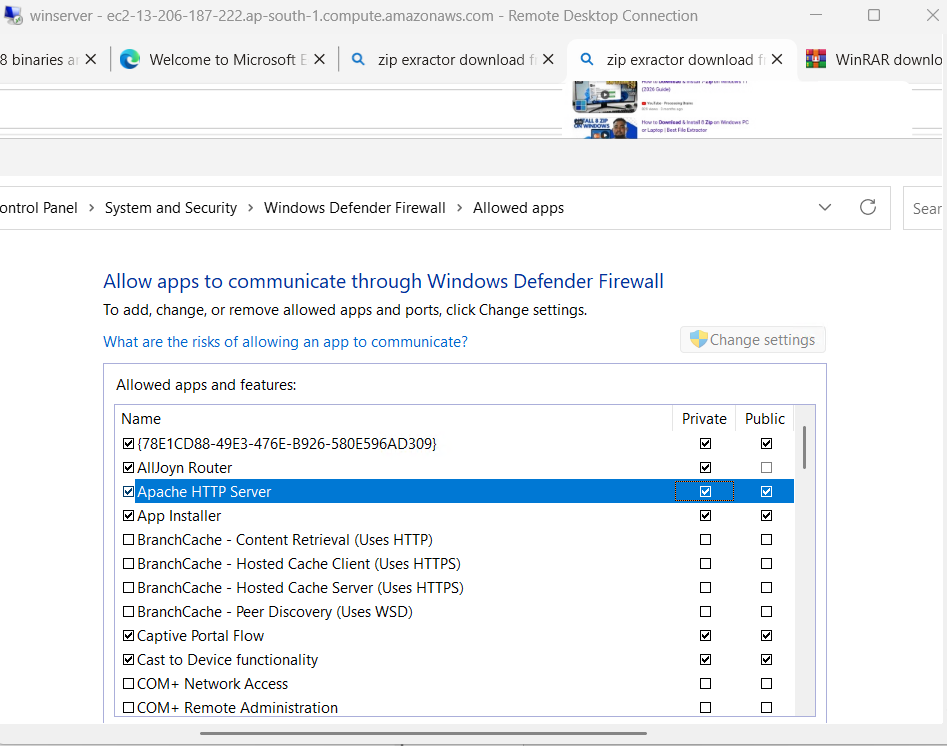 winserver - ec2-13-206-187-222.ap-south-1.compute.amazonaws.com - Remote Desktop Connection
8 binaries ar
Welcome to Microsoft E
zip exractor download fr
zip exractor download fr
WinRAR downlo
How to Download & Install 7-Zip on Windows 11
(2026 Guide)
YouTube · Processing Brains
How to Download & Install 8 Zip on Windows PC
or Laptop | Best File Extractor
ontrol Panel > System and Security > Windows Defender Firewall > Allowed apps
Sear
Allow apps to communicate through Windows Defender Firewall
To add, change, or remove allowed apps and ports, click Change settings.
What are the risks of allowing an app to communicate?
Change settings
Allowed apps and features:
Name Private Public
{78E1CD88-49E3-476E-B926-580E596AD309}
AllJoyn Router
Apache HTTP Server
App Installer
BranchCache - Content Retrieval (Uses HTTP)
BranchCache - Hosted Cache Client (Uses HTTPS)
BranchCache - Hosted Cache Server (Uses HTTPS)
BranchCache - Peer Discovery (Uses WSD)
Captive Portal Flow
Cast to Device functionality
COM+ Network Access
COM+ Remote Administration